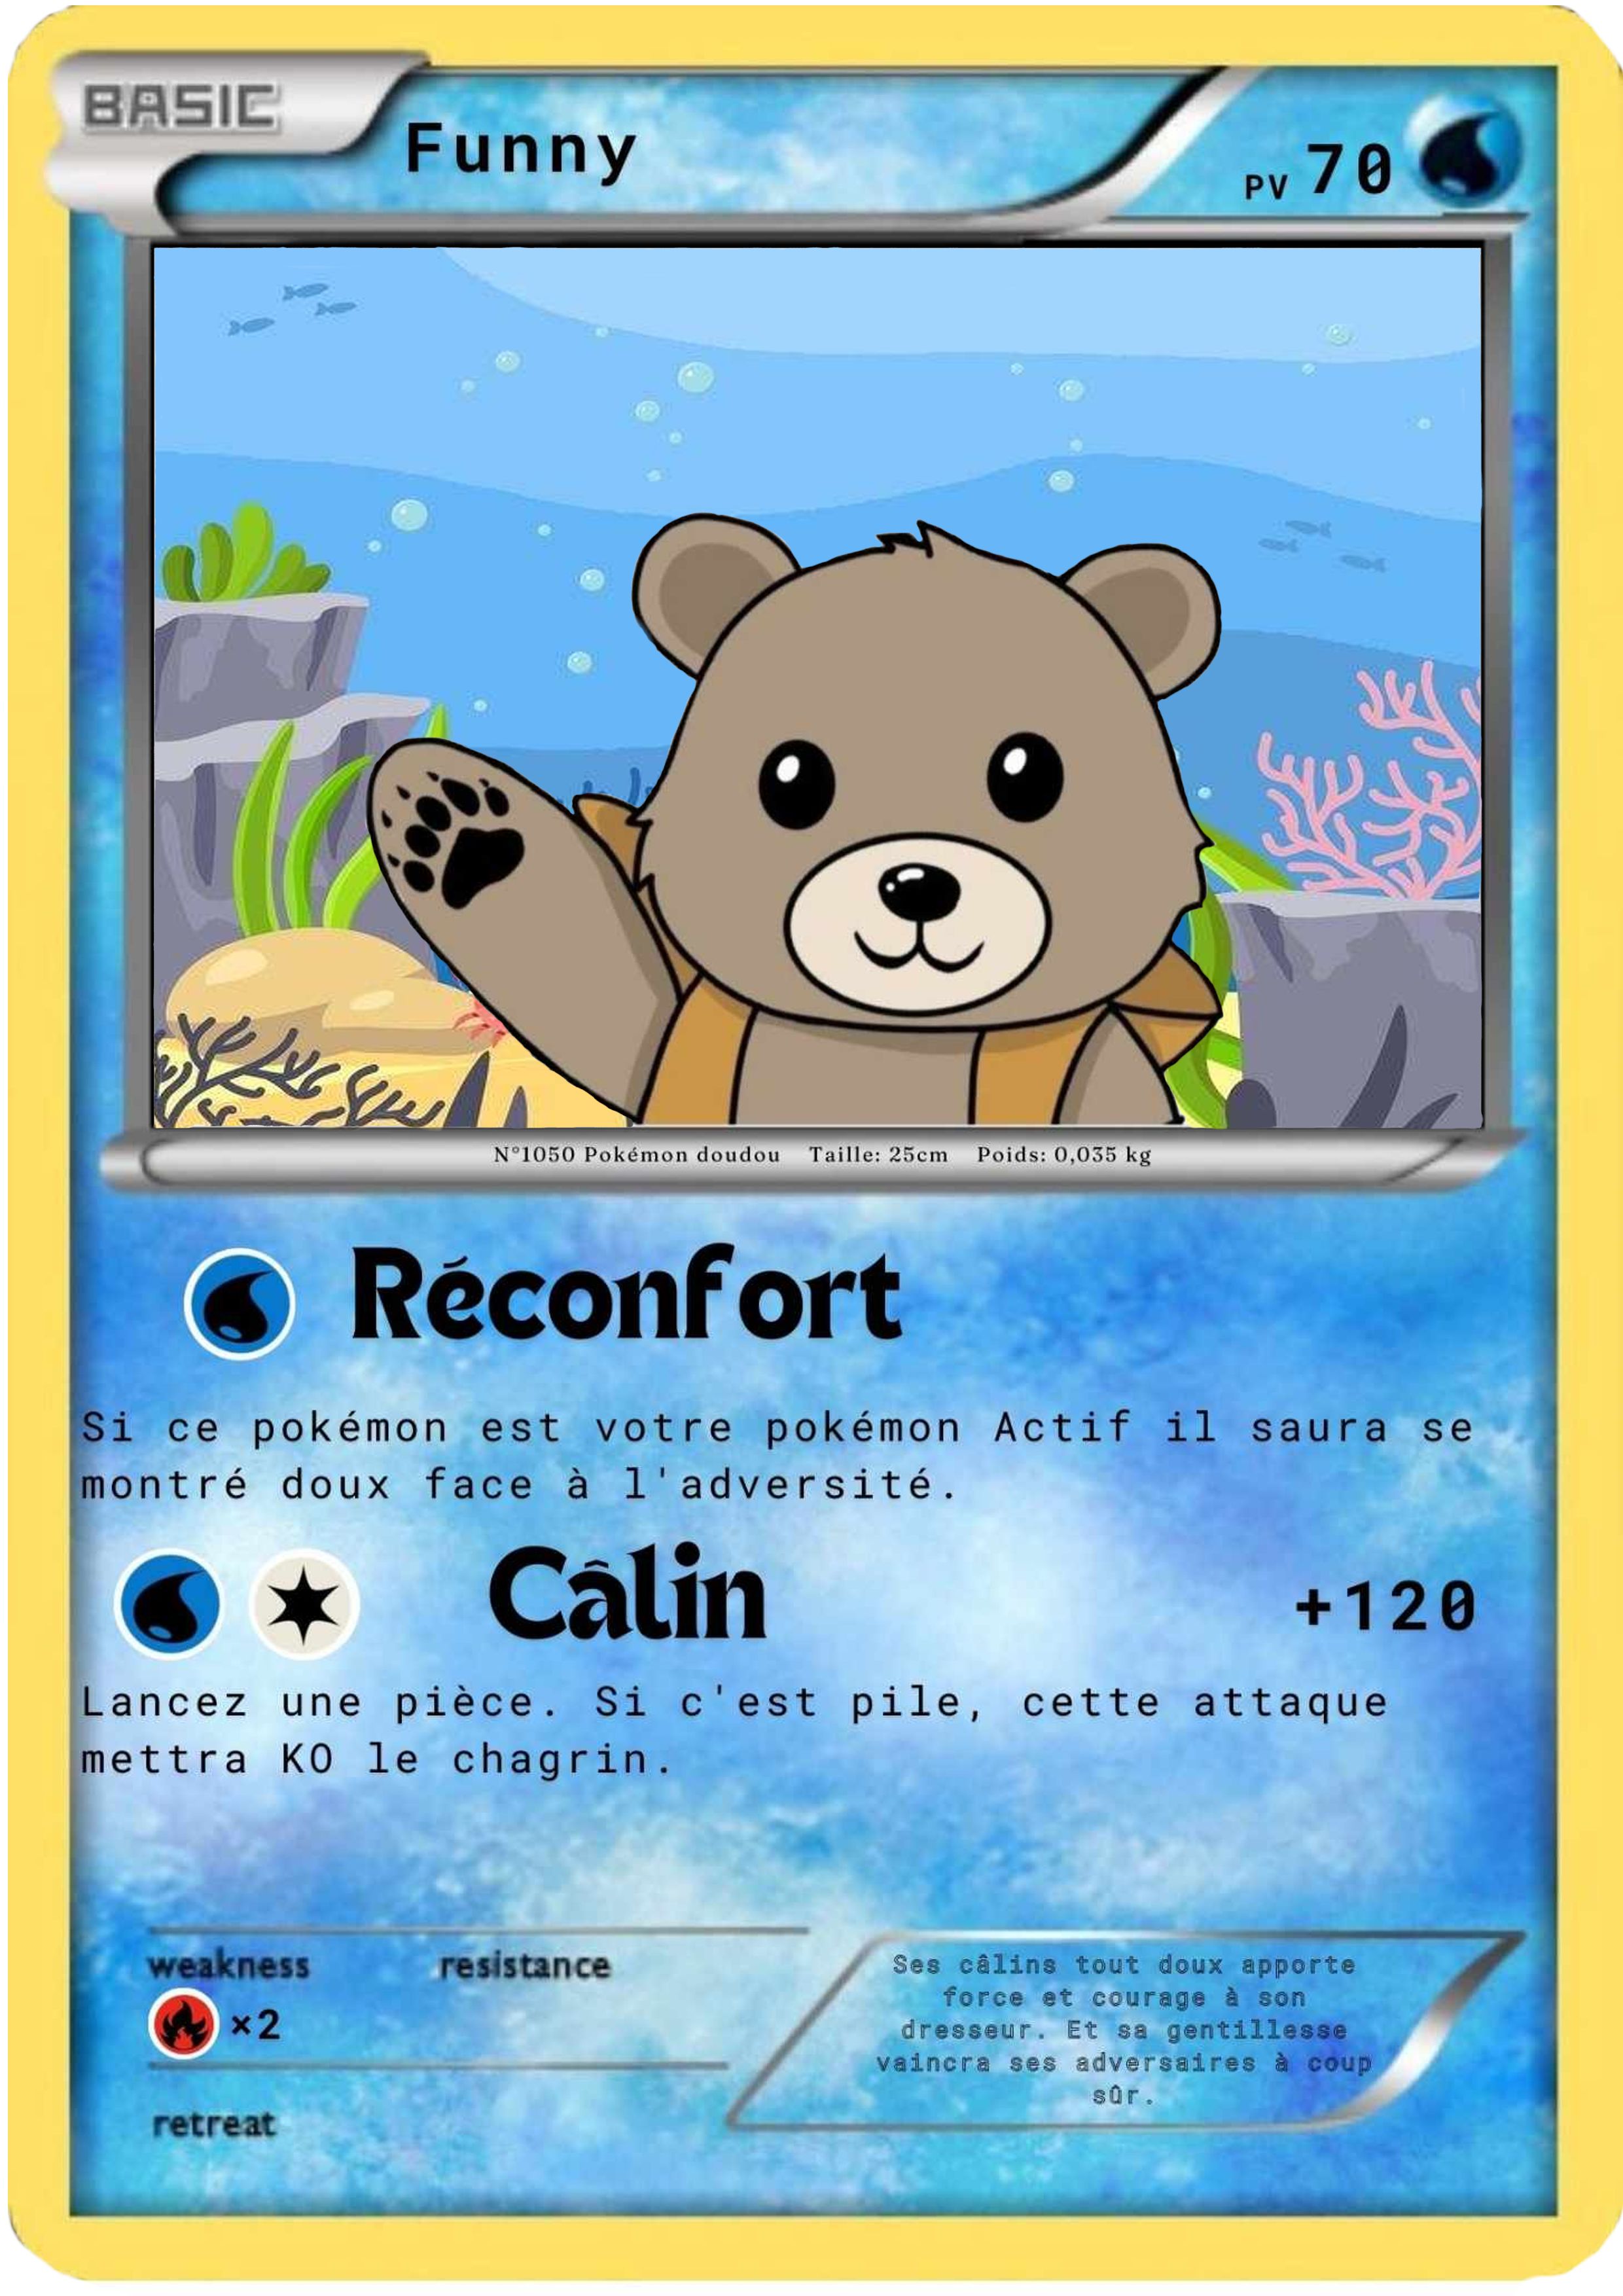 BASIC
Funny
PV 70
N°1050 Pokémon doudou Taille: 25cm Poids: 0,035 kg
Réconfort
Si ce pokémon est votre pokémon Actif il saura se
montré doux face à l'adversité.
Câlin
+120
Lancez une pièce. Si c'est pile, cette attaque
mettra KO le chagrin.
weakness resistance
×2
retreat
Ses câlins tout doux apporte
force et courage à son
dresseur. Et sa gentillesse
vaincra ses adversaires à coup
sûr.